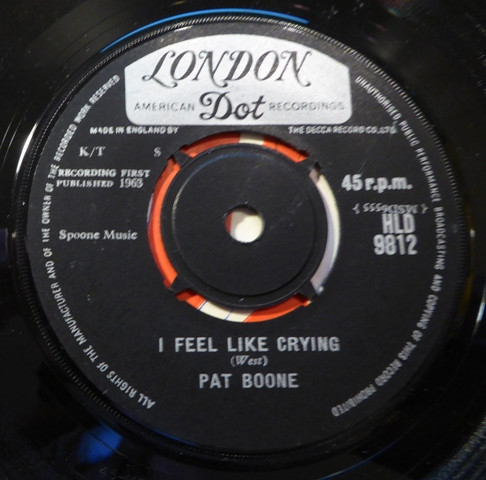 LONDON
AMERICAN Dot RECORDINGS
MADE IN ENGLAND BY THE DECCA RECORD CO., LTD.
K/T S
RECORDING FIRST
PUBLISHED 1963
45 r.p.m.
HLD
9812
Spoone Music
I FEEL LIKE CRYING
(West)
PAT BOONE
ALL RIGHTS OF THE MANUFACTURER AND OF THE OWNER OF THE RECORDED WORK RESERVED
UNAUTHORISED PUBLIC PERFORMANCE BROADCASTING AND COPYING OF THIS RECORD PROHIBITED